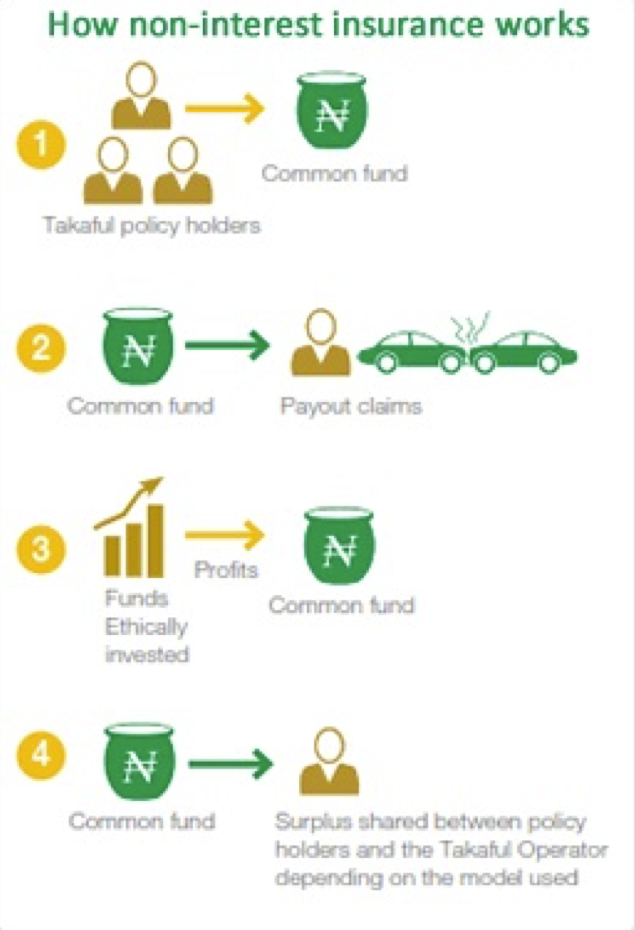 How non-interest insurance works
1
₦
Common fund
Takaful policy holders
2
₦
Common fund
Payout claims
3
Profits
₦
Funds
Ethically
invested
Common fund
4
₦
Common fund
Surplus shared between policy
holders and the Takaful Operator
depending on the model used